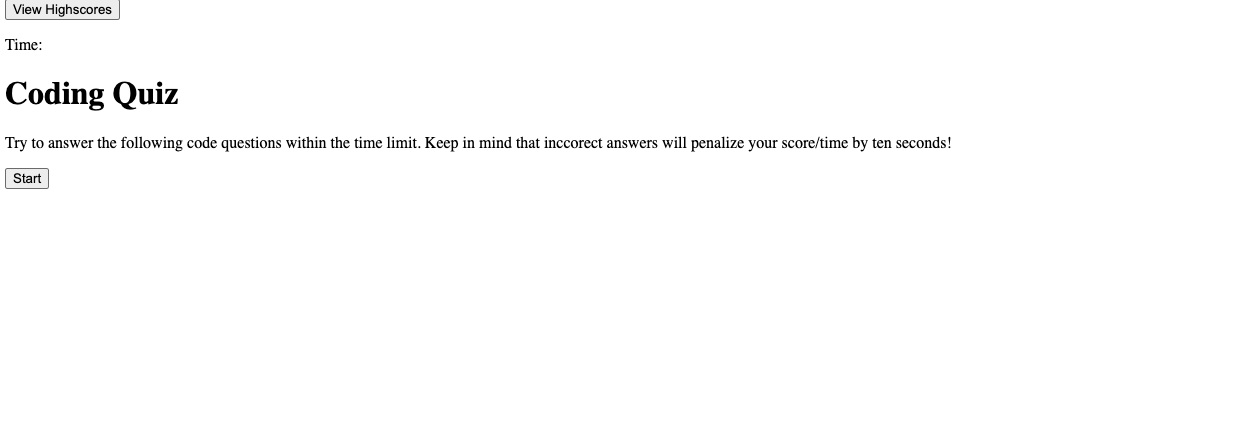 View Highscores
Time:
Coding Quiz
Try to answer the following code questions within the time limit. Keep in mind that inccorect answers will penalize your score/time by ten seconds!
Start